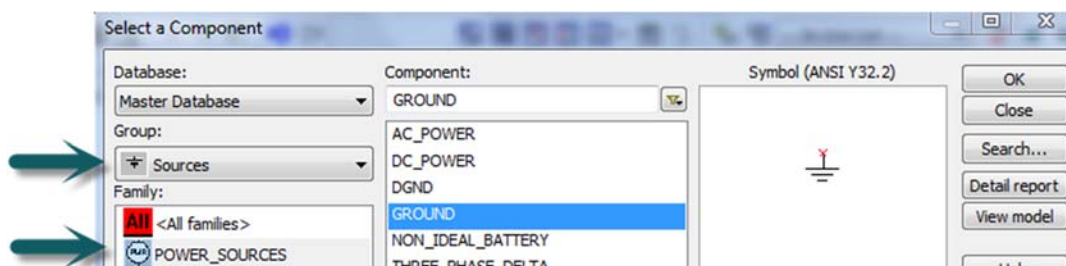 Select a Component
Database:
Master Database
Group:
Sources
Family:
All <All families>
POWER_SOURCES
Component:
GROUND
AC_POWER
DC_POWER
DGND
GROUND
NON_IDEAL_BATTERY
THREE_PHASE_DELTA
Symbol (ANSI Y32.2)
OK
Close
Search...
Detail report
View model